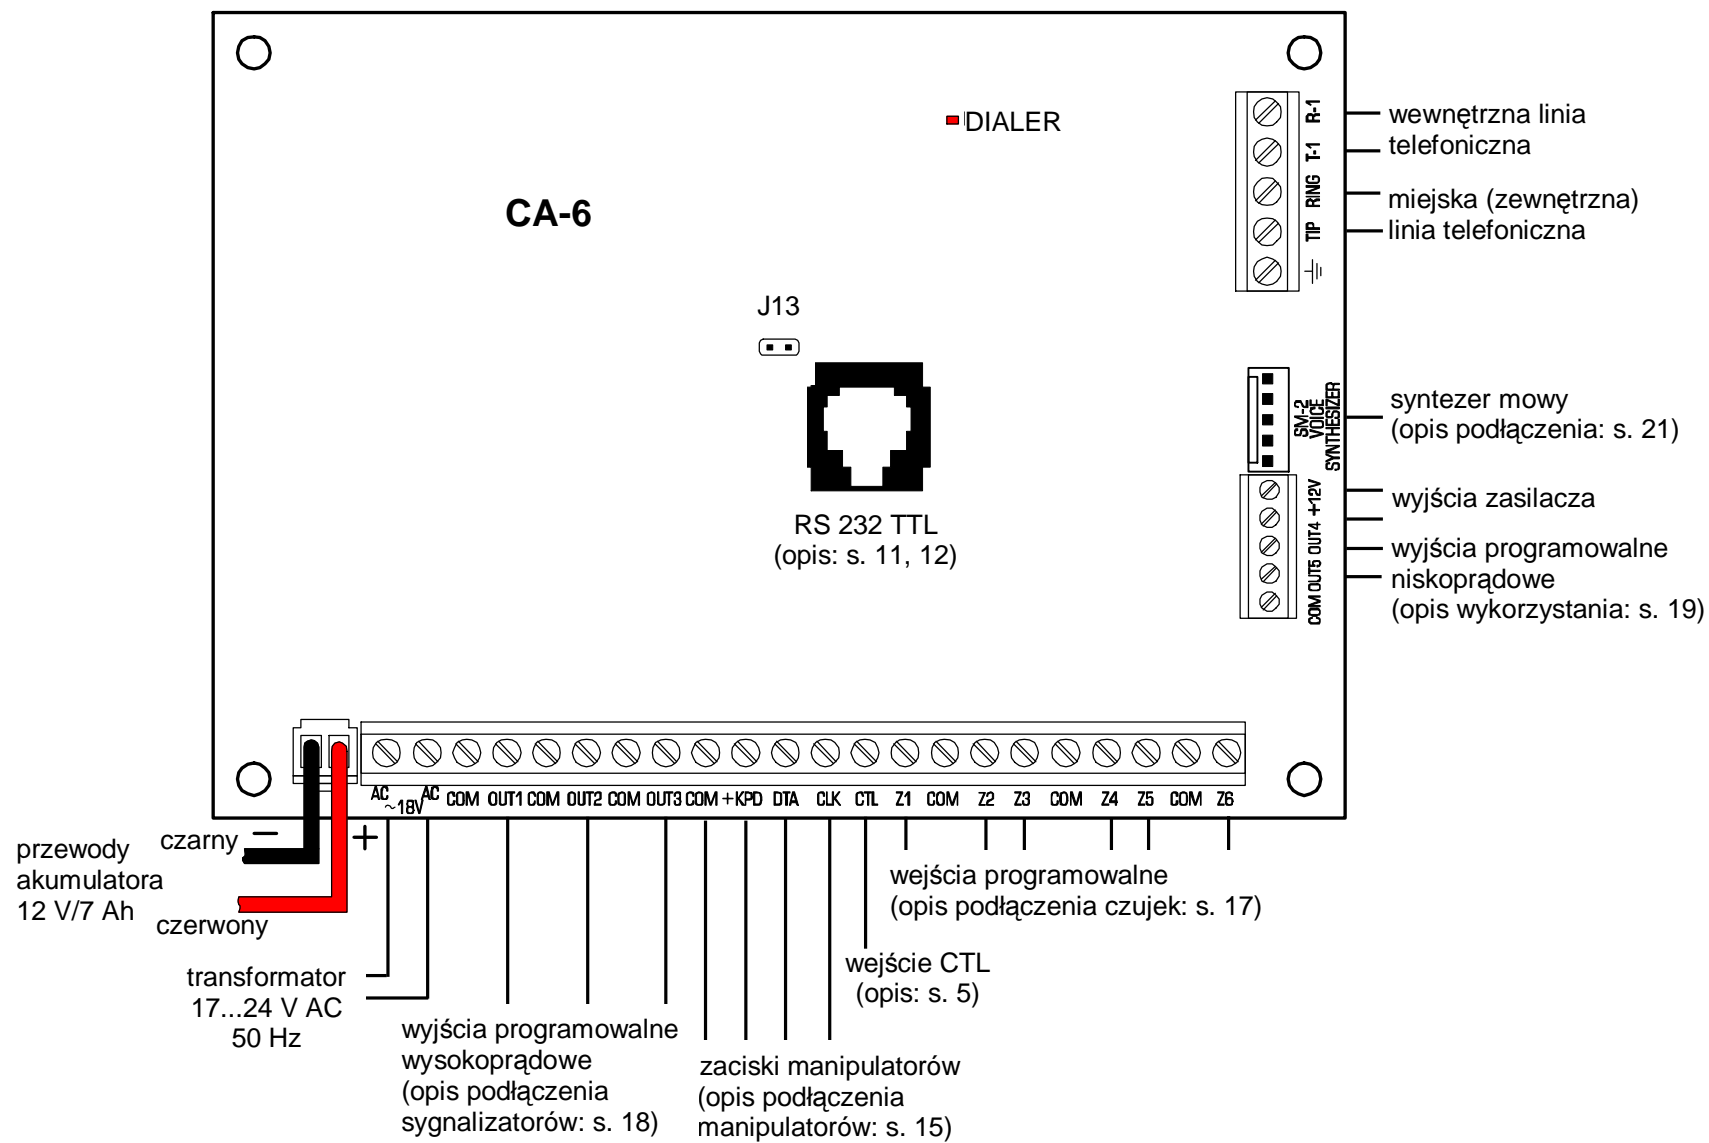 DIALER
CA-6
J13
RS 232 TTL
(opis: s. 11, 12)
R-1
T-1
RING
TIP
wewnętrzna linia
telefoniczna
miejska (zewnętrzna)
linia telefoniczna
SM-2
VOICE
SYNTHESIZER
syntezer mowy
(opis podłączenia: s. 21)
+12V
OUT4
OUT5
COM
wyjścia zasilacza
wyjścia programowalne
niskoprądowe
(opis wykorzystania: s. 19)
AC ~18V AC COM OUT1 COM OUT2 COM OUT3 COM +KPD DTA CLK CTL Z1 COM Z2 Z3 COM Z4 Z5 COM Z6
czarny – +
przewody
akumulatora
12 V/7 Ah
czerwony
transformator
17...24 V AC
50 Hz
wyjścia programowalne
wysokoprądowe
(opis podłączenia
sygnalizatorów: s. 18)
zaciski manipulatorów
(opis podłączenia
manipulatorów: s. 15)
wejście CTL
(opis: s. 5)
wejścia programowalne
(opis podłączenia czujek: s. 17)